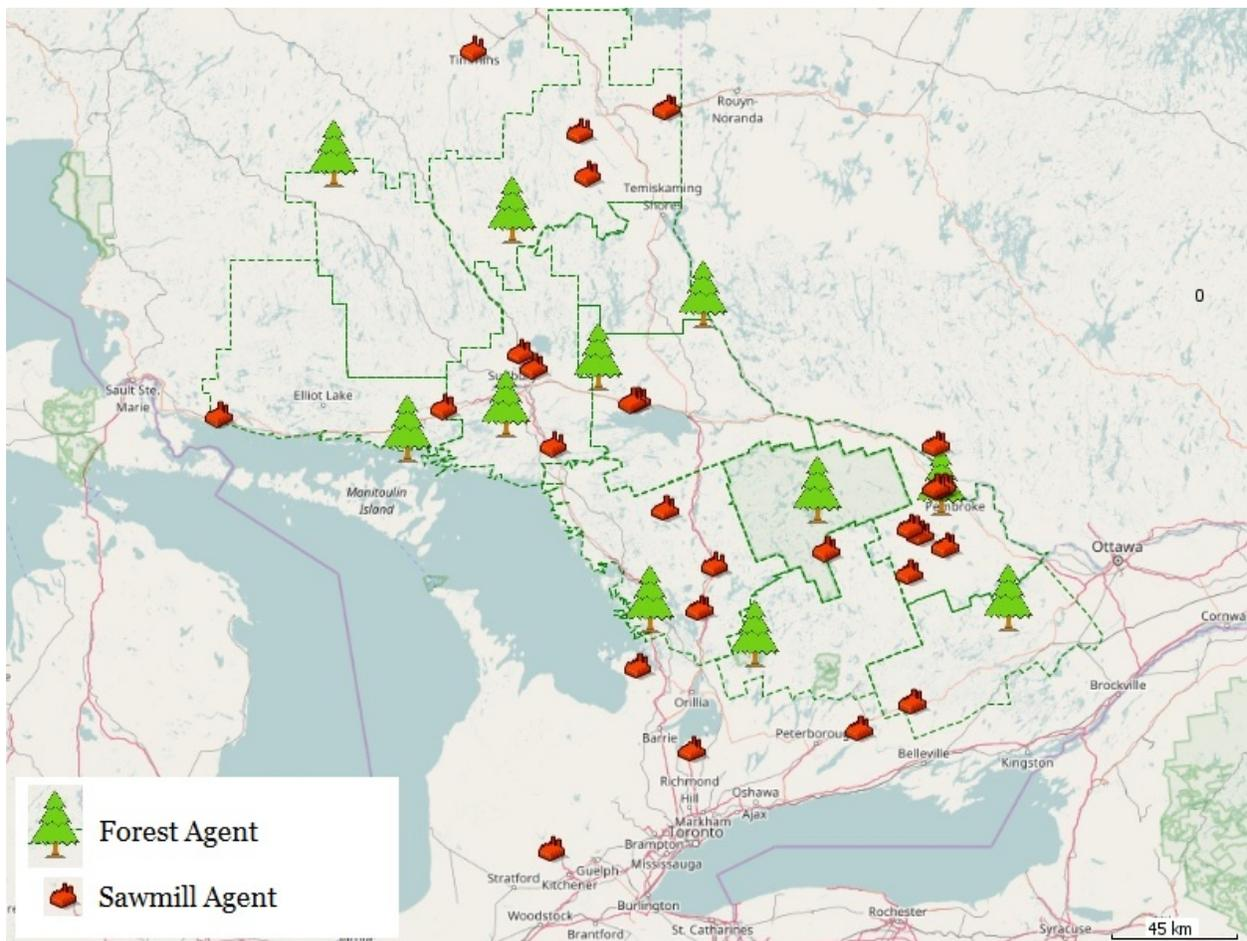 Rouyn-
Noranda
Temiskaming
Shores
0
Sault Ste.
Marie
Elliot Lake
Manitoulin
Island
Pembroke
Ottawa
Cornwa
Brockville
Orillia
Barrie
Belleville
Kingston
Richmond
Hill
Oshawa
Ajax
Markham
Toronto
Brampton
Mississauga
Guelph
Stratford
Kitchener
Burlington
Woodstock
Brantford
St. Catharines
Rochester
Syracuse
45 km
Forest Agent
Sawmill Agent